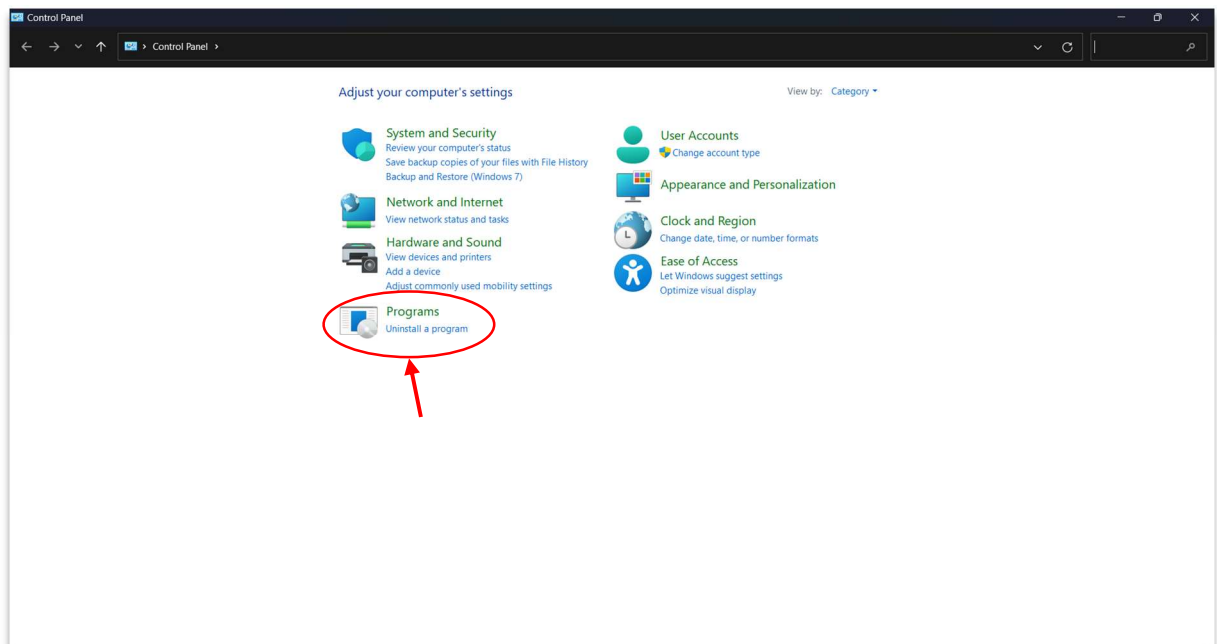 Control Panel
Control Panel
Adjust your computer's settings
View by: Category
System and Security
Review your computer's status
Save backup copies of your files with File History
Backup and Restore (Windows 7)
Network and Internet
View network status and tasks
Hardware and Sound
View devices and printers
Add a device
Adjust commonly used mobility settings
Programs
Uninstall a program
User Accounts
Change account type
Appearance and Personalization
Clock and Region
Change date, time, or number formats
Ease of Access
Let Windows suggest settings
Optimize visual display